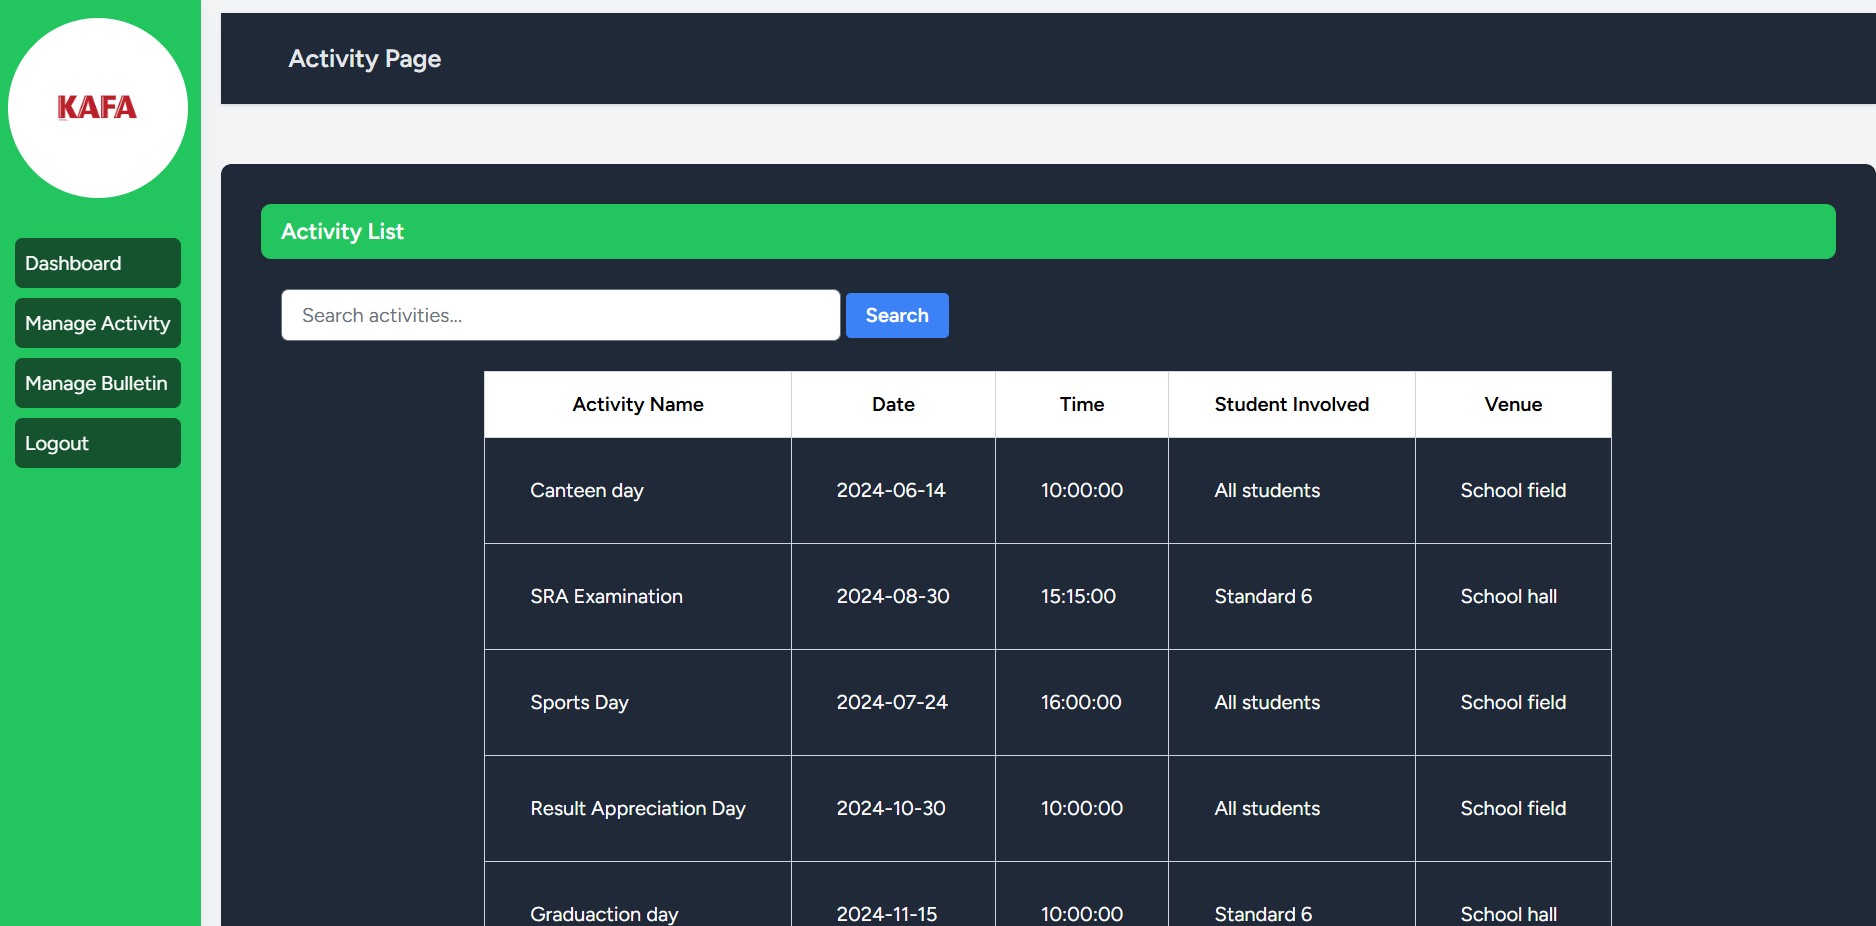 KAFA
Dashboard
Manage Activity
Manage Bulletin
Logout
Activity Page
Activity List
Search activities... Search
Activity Name Date Time Student Involved Venue
Canteen day 2024-06-14 10:00:00 All students School field
SRA Examination 2024-08-30 15:15:00 Standard 6 School hall
Sports Day 2024-07-24 16:00:00 All students School field
Result Appreciation Day 2024-10-30 10:00:00 All students School field
Graduaction day 2024-11-15 10:00:00 Standard 6 School hall